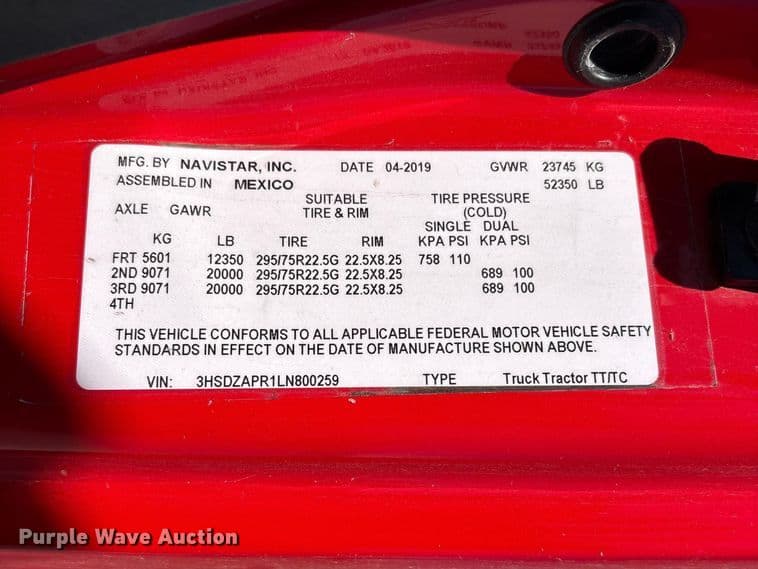 MFG. BY NAVISTAR, INC. DATE 04-2019 GVWR 23745 KG
ASSEMBLED IN MEXICO 52350 LB
SUITABLE TIRE PRESSURE
AXLE GAWR TIRE & RIM (COLD)
SINGLE DUAL
KG LB TIRE RIM KPA PSI KPA PSI
FRT 5601 12350 295/75R22.5G 22.5X8.25 758 110
2ND 9071 20000 295/75R22.5G 22.5X8.25 689 100
3RD 9071 20000 295/75R22.5G 22.5X8.25 689 100
4TH
THIS VEHICLE CONFORMS TO ALL APPLICABLE FEDERAL MOTOR VEHICLE SAFETY
STANDARDS IN EFFECT ON THE DATE OF MANUFACTURE SHOWN ABOVE.
VIN: 3HSDZAPR1LN800259 TYPE Truck Tractor TT/TC
Purple Wave Auction